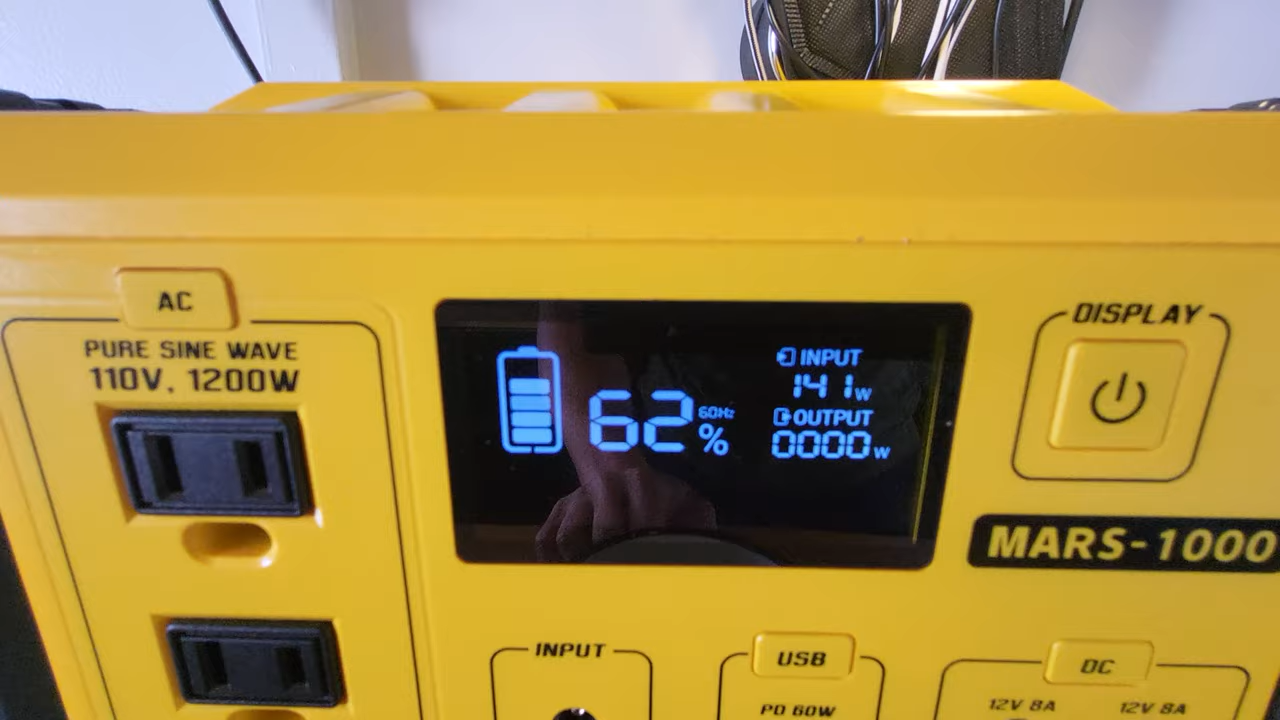 AC
PURE SINE WAVE
110V, 1200W
62
60Hz
%
INPUT
141W
OUTPUT
0000W
DISPLAY
MARS-1000
INPUT
USB
PD 60W
DC
12V 8A
12V 8A